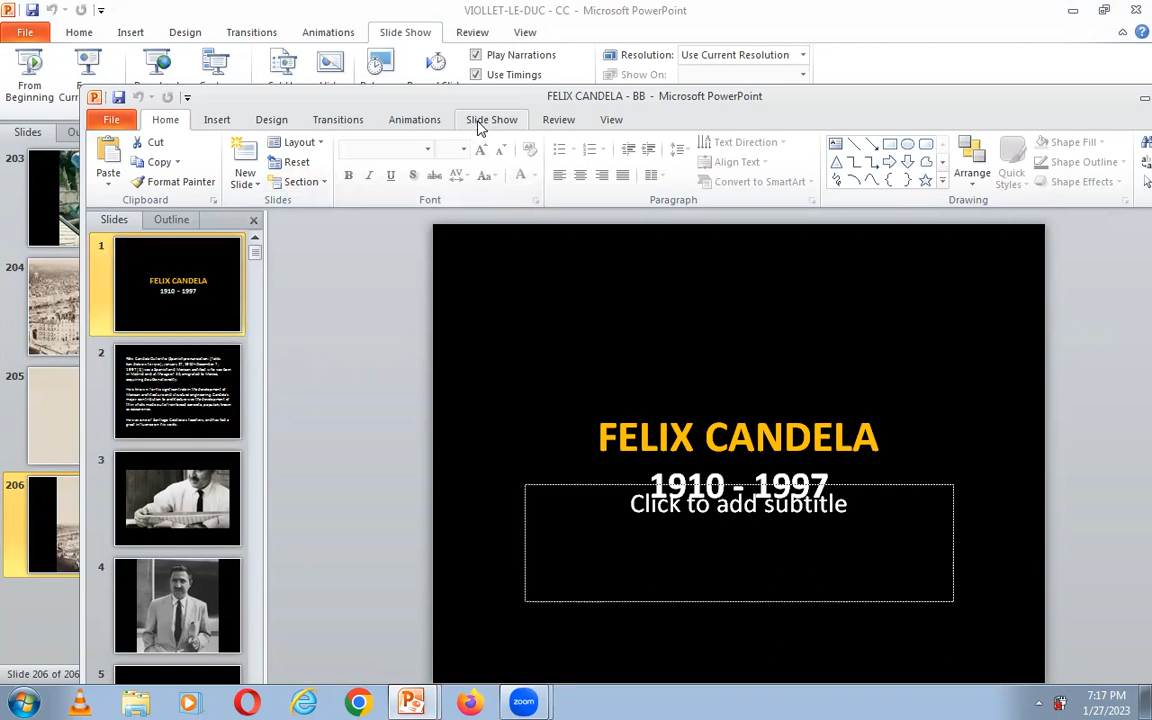 VIOLLET-LE-DUC - CC - Microsoft PowerPoint
File Home Insert Design Transitions Animations Slide Show Review View
From Beginning
Play Narrations
Use Timings
Resolution: Use Current Resolution
Show On:
FELIX CANDELA - BB - Microsoft PowerPoint
File Home Insert Design Transitions Animations Slide Show Review View
Paste
Cut
Copy
Format Painter
Clipboard
New Slide
Layout
Reset
Section
Slides
B I U S abc AV Aa A
Font
Text Direction
Align Text
Convert to SmartArt
Paragraph
Arrange
Quick Styles
Shape Fill
Shape Outline
Shape Effects
Drawing
Slides
203
204
205
206
Slides Outline
1
FELIX CANDELA
1910 - 1997
2
3
4
5
FELIX CANDELA
1910 - 1997
Click to add subtitle
Slide 206 of 206
zoom
7:17 PM
1/27/2023